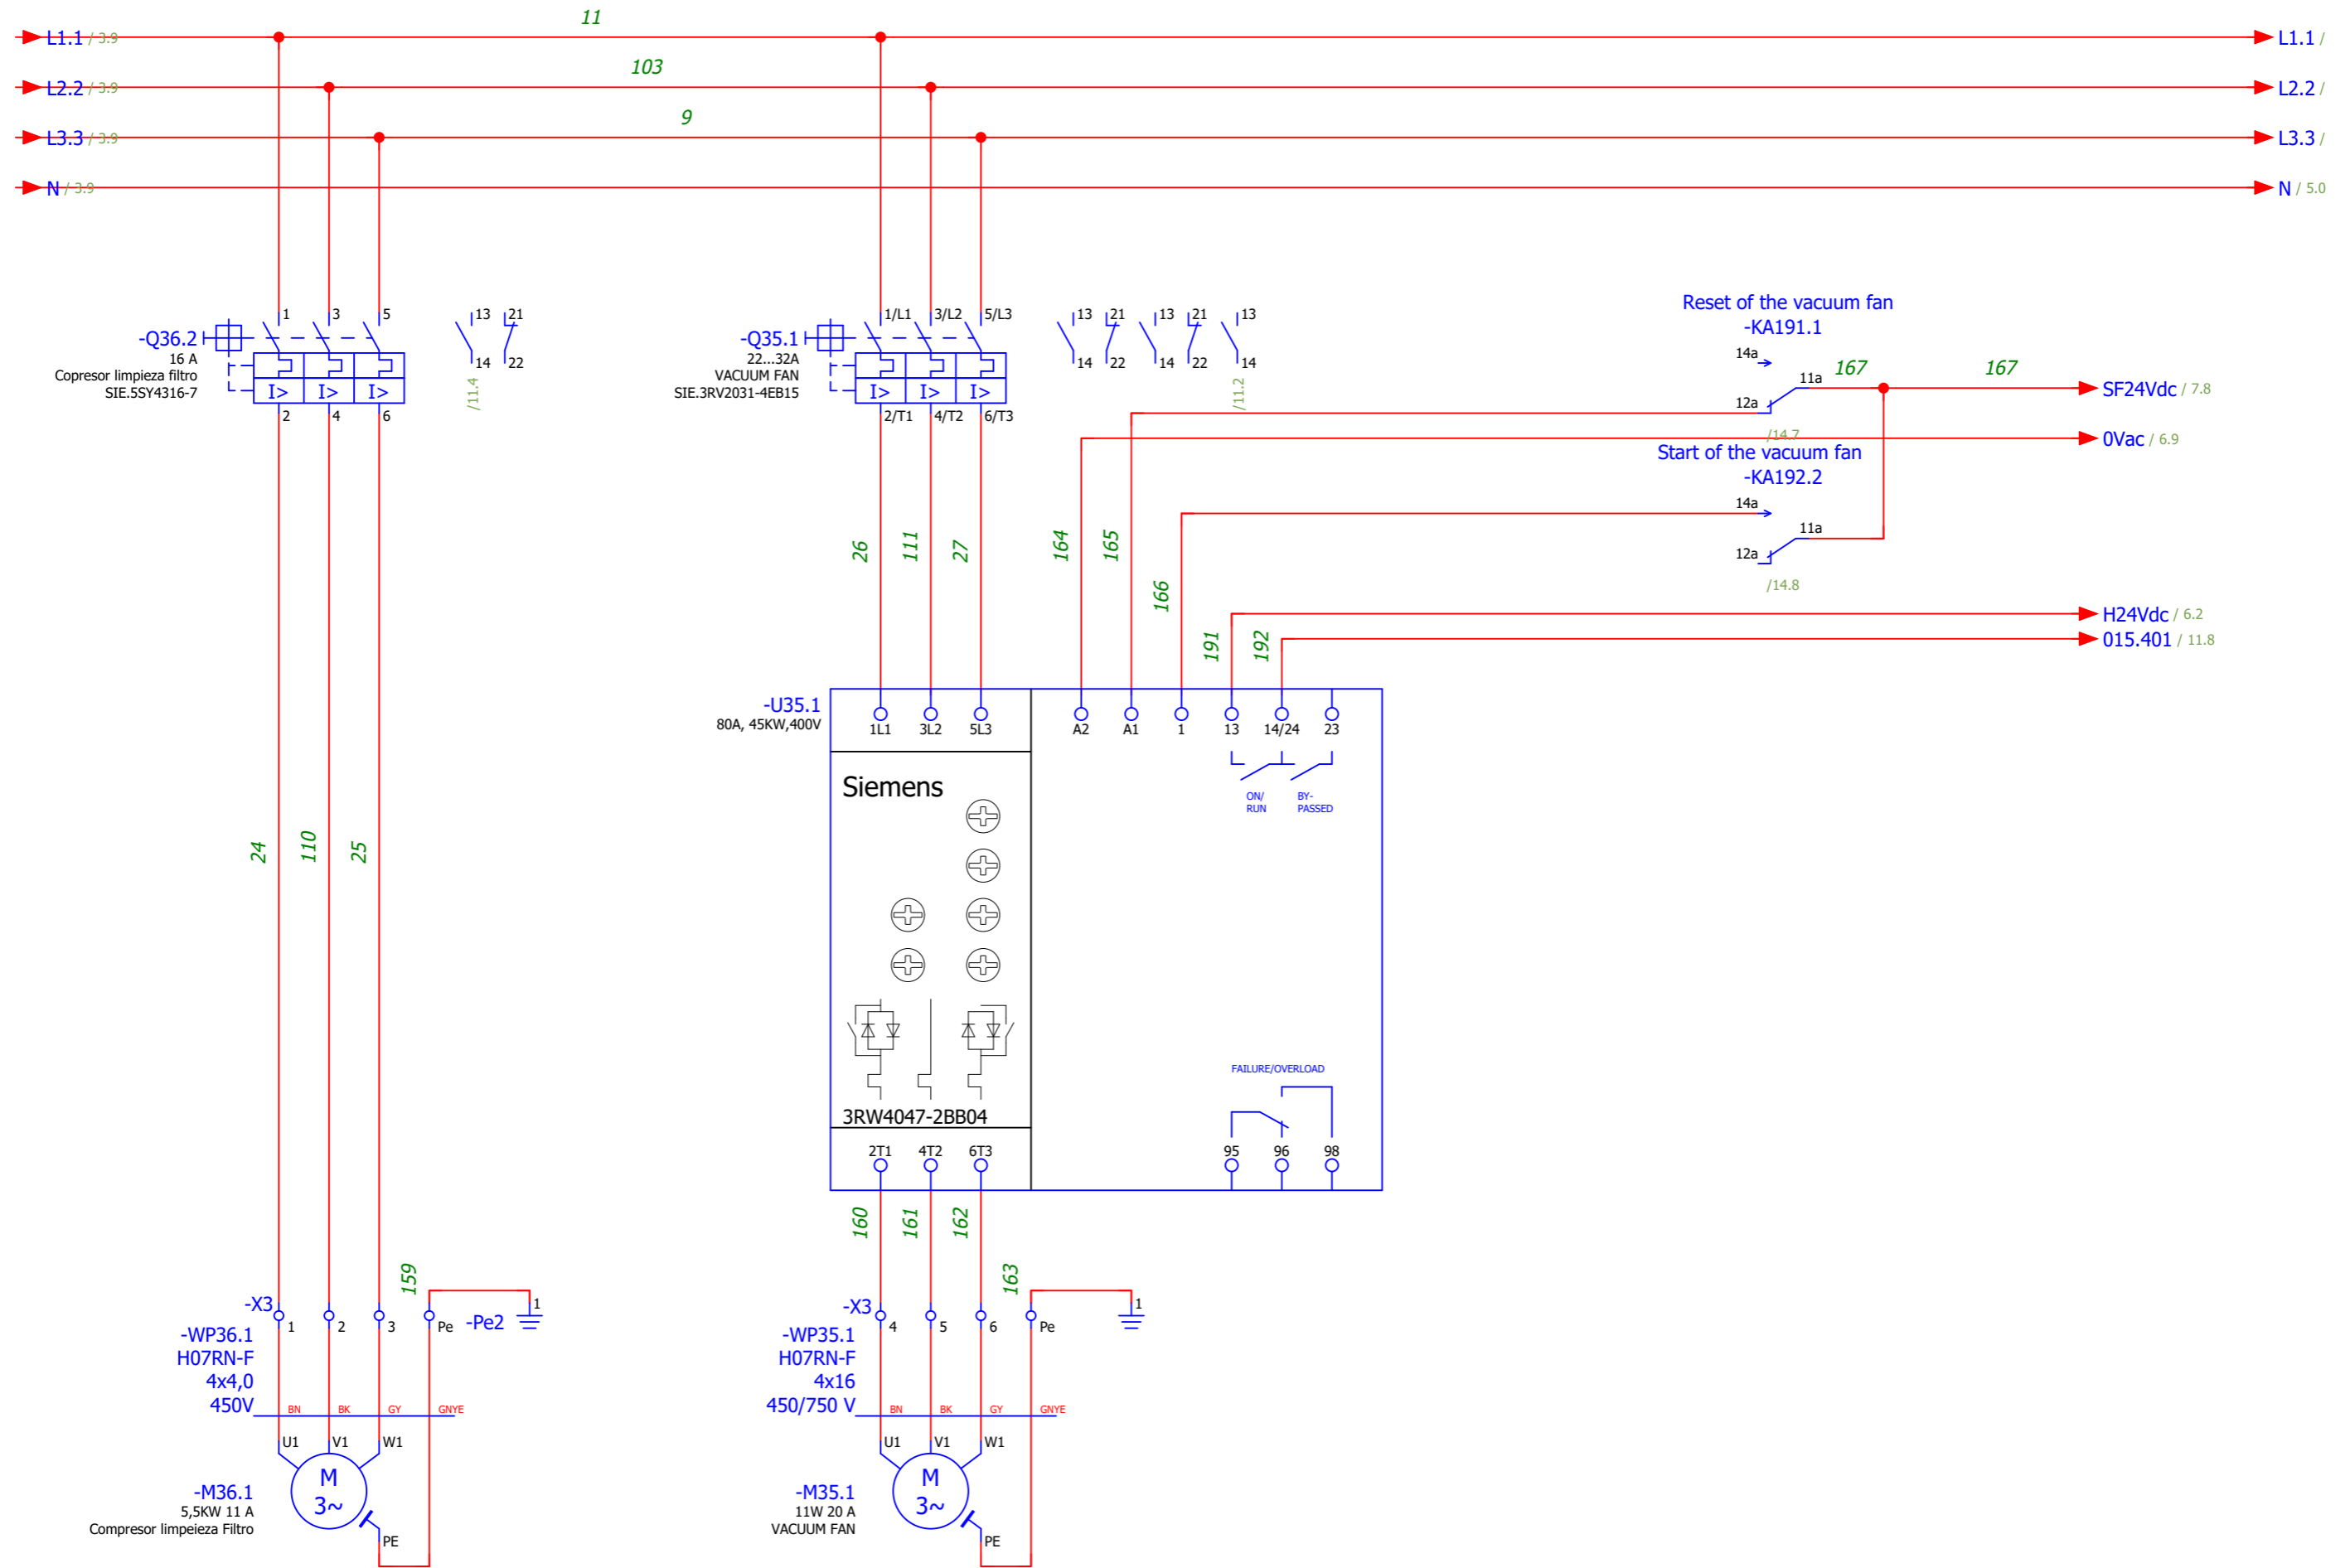 11
L1.1 / 3.9
L1.1 /
103
L2.2 / 3.9
L2.2 /
9
L3.3 / 3.9
L3.3 /
N / 3.9
N / 5.0
-Q36.2
16 A
Copresor limpieza filtro
SIE.5SY4316-7
1 3 5
I> I> I>
2 4 6
13 21
14 22
/11.4
-Q35.1
22...32A
VACUUM FAN
SIE.3RV2031-4EB15
1/L1 3/L2 5/L3
I> I> I>
2/T1 4/T2 6/T3
13 21 13 21 13
14 22 14 22 14
/11.2
Reset of the vacuum fan
-KA191.1
14a
11a
12a
/14.7
167 167
SF24Vdc / 7.8
0Vac / 6.9
Start of the vacuum fan
-KA192.2
14a
11a
12a
/14.8
H24Vdc / 6.2
015.401 / 11.8
26 111 27
164 165 166 191 192
24 110 25
-U35.1
80A, 45KW,400V
1L1 3L2 5L3 A2 A1 1 13 14/24 23
ON/
RUN
BY-
PASSED
Siemens
3RW4047-2BB04
FAILURE/OVERLOAD
2T1 4T2 6T3 95 96 98
160 161 162 163
159
-X3
1 2 3 Pe
-Pe2
1
-WP36.1
H07RN-F
4x4,0
450V
BN BK GY GNYE
U1 V1 W1
M
3~
PE
-M36.1
5,5KW 11 A
Compresor limpeieza Filtro
-X3
4 5 6 Pe
1
-WP35.1
H07RN-F
4x16
450/750 V
BN BK GY GNYE
U1 V1 W1
M
3~
PE
-M35.1
11W 20 A
VACUUM FAN